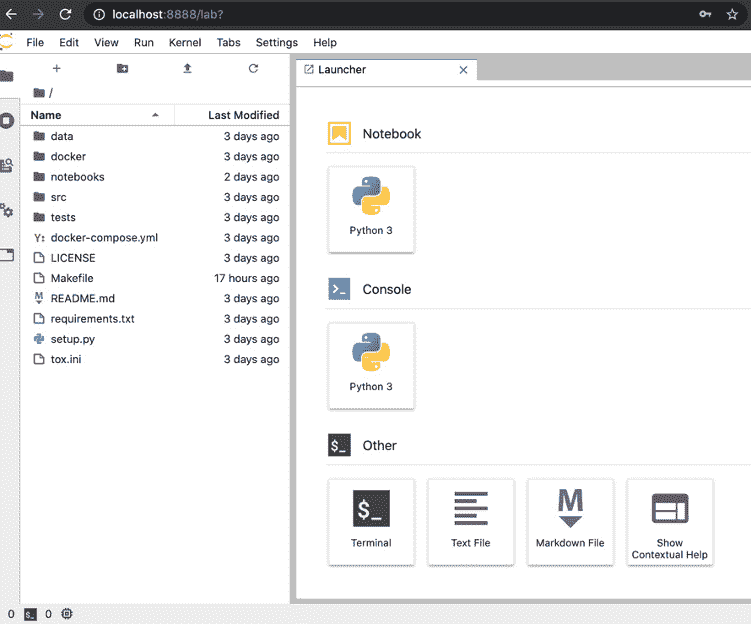 localhost:8888/lab?
File Edit View Run Kernel Tabs Settings Help
Launcher
/
Name Last Modified
data 3 days ago
docker 3 days ago
notebooks 2 days ago
src 3 days ago
tests 3 days ago
Y: docker-compose.yml 3 days ago
LICENSE 3 days ago
Makefile 17 hours ago
M README.md 3 days ago
requirements.txt 3 days ago
setup.py 3 days ago
tox.ini 3 days ago
Notebook
Python 3
>_ Console
Python 3
$_ Other
$_ M
Terminal Text File Markdown File Show
Contextual Help
0 $_ 0